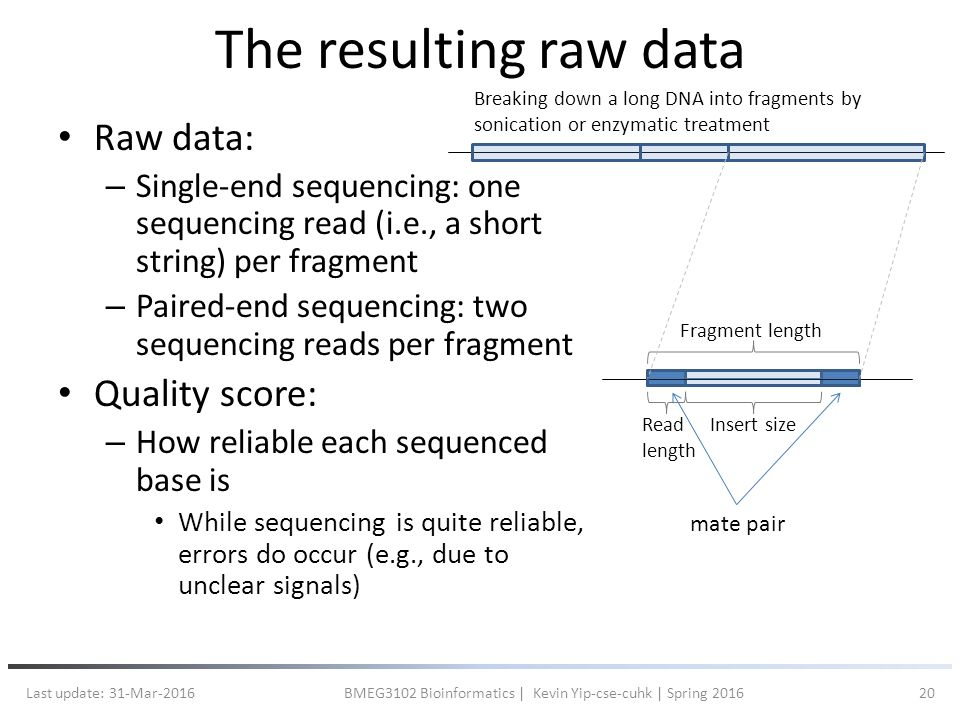 The resulting raw data
Breaking down a long DNA into fragments by
sonication or enzymatic treatment
• Raw data:
– Single-end sequencing: one
sequencing read (i.e., a short
string) per fragment
– Paired-end sequencing: two
sequencing reads per fragment
• Quality score:
– How reliable each sequenced
base is
• While sequencing is quite reliable,
errors do occur (e.g., due to
unclear signals)
Fragment length
Read
length
Insert size
mate pair
Last update: 31-Mar-2016
BMEG3102 Bioinformatics | Kevin Yip-cse-cuhk | Spring 2016
20